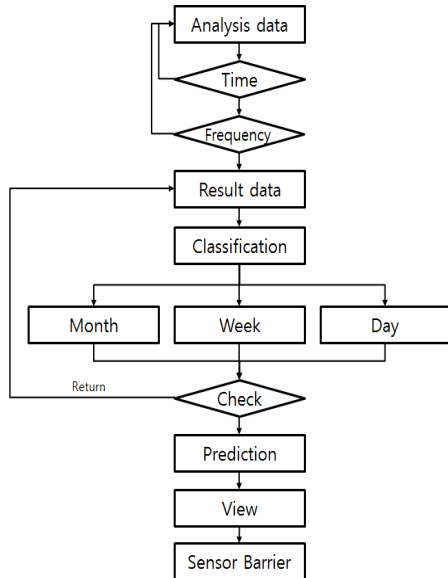 Analysis data
Time
Frequency
Result data
Classification
Month
Week
Day
Return
Check
Prediction
View
Sensor Barrier